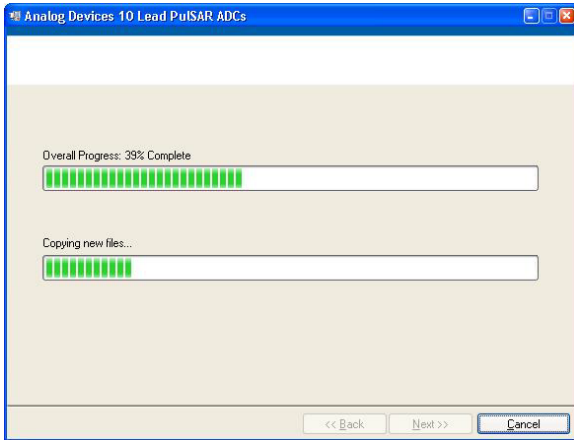 Analog Devices 10 Lead PulSAR ADCs
Overall Progress: 39% Complete
Copying new files...
<< Back Next >> Cancel